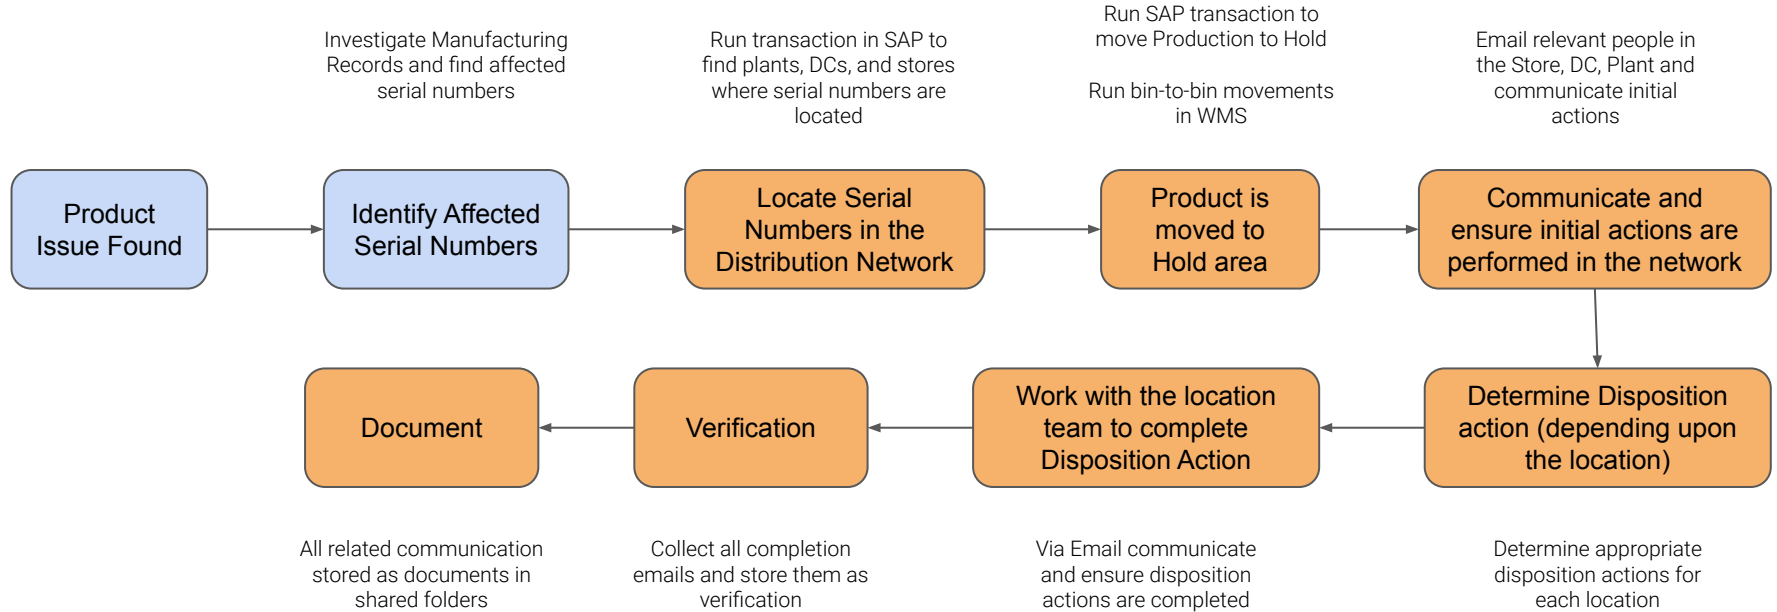 Investigate Manufacturing
Records and find affected
serial numbers
Run transaction in SAP to
find plants, DCs, and stores
where serial numbers are
located
Run SAP transaction to
move Production to Hold
Run bin-to-bin movements
in WMS
Email relevant people in
the Store, DC, Plant and
communicate initial
actions
Product
Issue Found
Identify Affected
Serial Numbers
Locate Serial
Numbers in the
Distribution Network
Product is
moved to
Hold area
Communicate and
ensure initial actions are
performed in the network
Determine Disposition
action (depending upon
the location)
Work with the location
team to complete
Disposition Action
Verification
Document
Determine appropriate
disposition actions for
each location
Via Email communicate
and ensure disposition
actions are completed
Collect all completion
emails and store them as
verification
All related communication
stored as documents in
shared folders